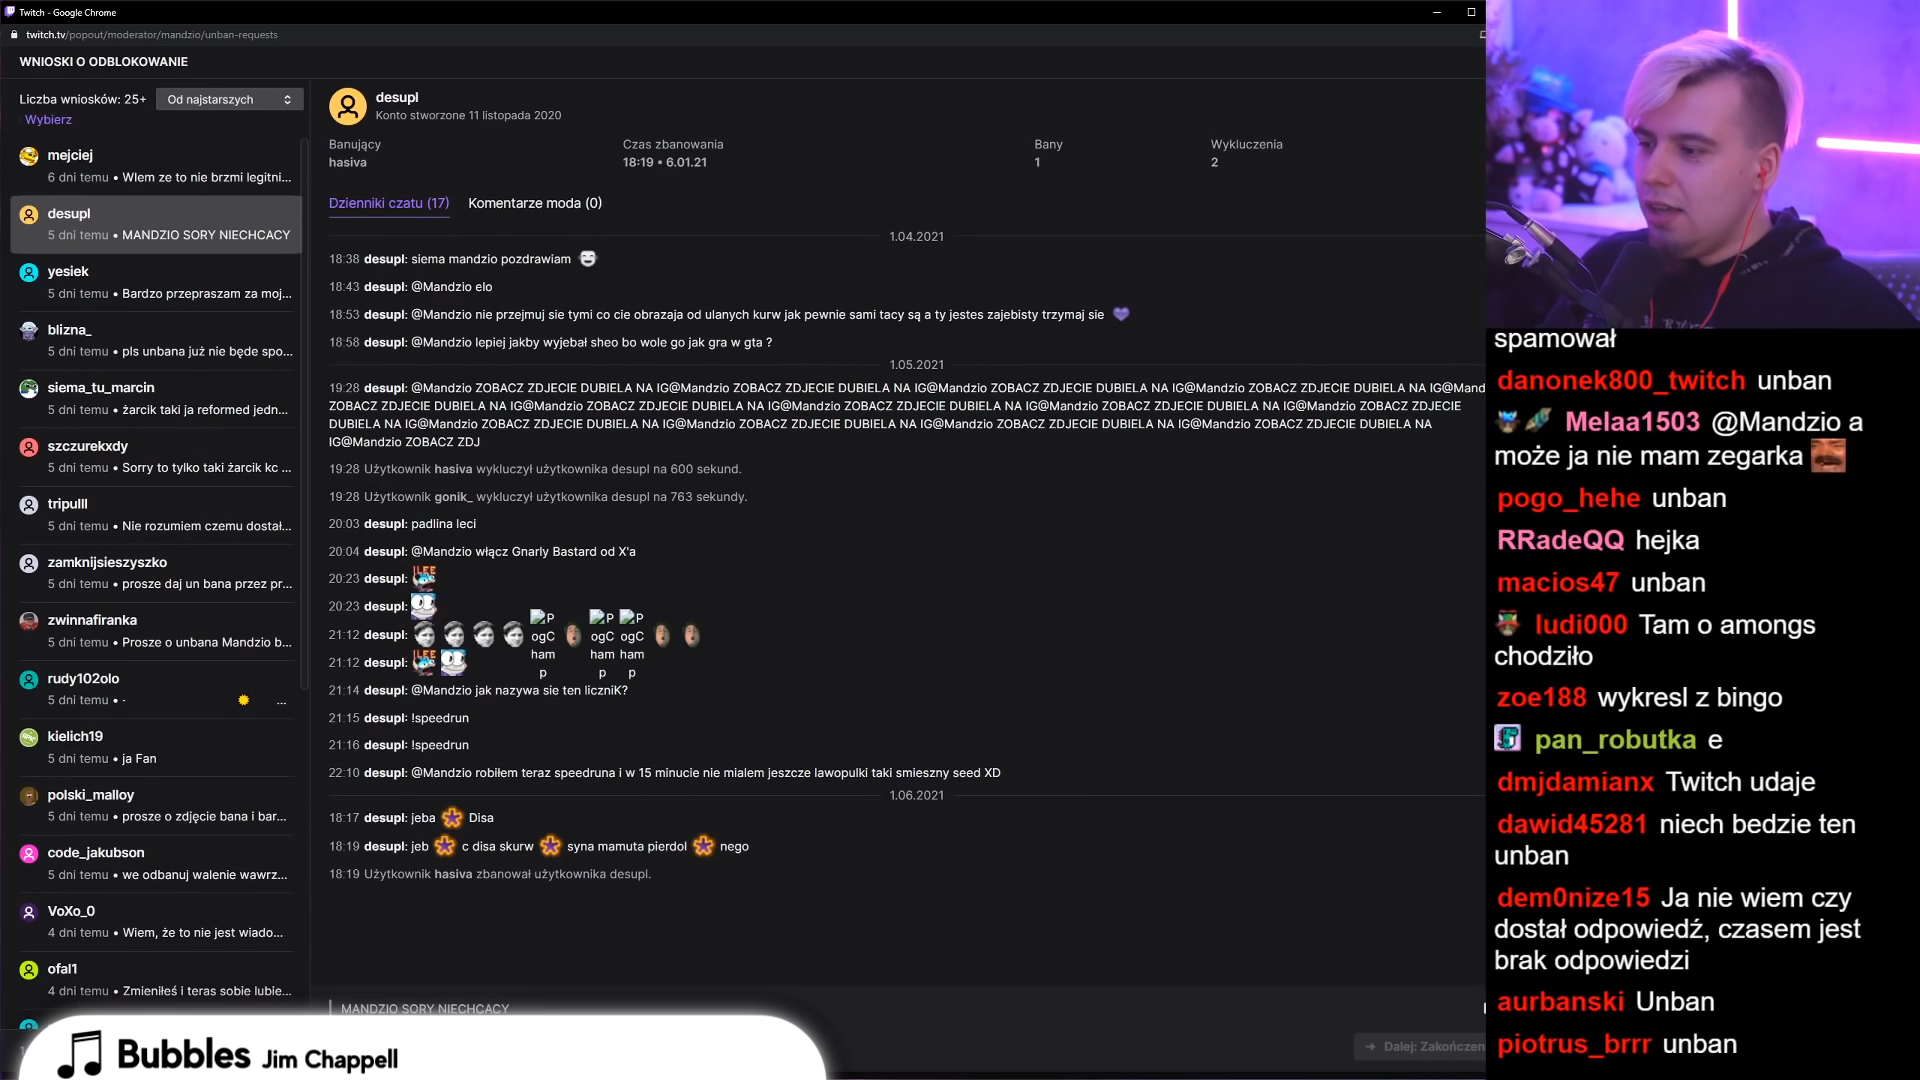 Twitch - Google Chrome
twitch.tv/popout/moderator/mandzio/unban-requests
WNIOSKI O ODBLOKOWANIE
Liczba wniosków: 25+
Od najstarszych
Wybierz
mejciej
6 dni temu • WIem ze to nie brzmi legitni...
desupl
5 dni temu • MANDZIO SORY NIECHCACY
yesiek
5 dni temu • Bardzo przepraszam za moj...
blizna_
5 dni temu • pls unbana już nie będe spo...
siema_tu_marcin
5 dni temu • żarcik taki ja reformed jedn...
szczurekxdy
5 dni temu • Sorry to tylko taki żarcik kc ...
tripulll
5 dni temu • Nie rozumiem czemu dostał...
zamknijsieszyszko
5 dni temu • prosze daj un bana przez pr...
zwinnafiranka
5 dni temu • Prosze o unbana Mandzio b...
rudy102olo
5 dni temu • · ...
kielich19
5 dni temu • ja Fan
polski_malloy
5 dni temu • prosze o zdjęcie bana i bar...
code_jakubson
5 dni temu • we odbanuj walenie wawrz...
VoXo_0
4 dni temu • Wiem, że to nie jest wiado...
ofal1
4 dni temu • Zmieniłeś i teras sobie lubie...
desupl
Konto stworzone 11 listopada 2020
Banujący
hasiva
Czas zbanowania
18:19 • 6.01.21
Bany
1
Wykluczenia
2
Dzienniki czatu (17)
Komentarze moda (0)
1.04.2021
18:38 desupl: siema mandzio pozdrawiam
18:43 desupl: @Mandzio elo
18:53 desupl: @Mandzio nie przejmuj sie tymi co cie obrazaja od ulanych kurw jak pewnie sami tacy są a ty jestes zajebisty trzymaj sie
18:58 desupl: @Mandzio lepiej jakby wyjebał sheo bo wole go jak gra w gta ?
1.05.2021
19:28 desupl: @Mandzio ZOBACZ ZDJECIE DUBIELA NA IG@Mandzio ZOBACZ ZDJECIE DUBIELA NA IG@Mandzio ZOBACZ ZDJECIE DUBIELA NA IG@Mandzio ZOBACZ ZDJECIE DUBIELA NA IG@Mand
ZOBACZ ZDJECIE DUBIELA NA IG@Mandzio ZOBACZ ZDJECIE DUBIELA NA IG@Mandzio ZOBACZ ZDJECIE DUBIELA NA IG@Mandzio ZOBACZ ZDJECIE DUBIELA NA IG@Mandzio ZOBACZ ZDJECIE
DUBIELA NA IG@Mandzio ZOBACZ ZDJECIE DUBIELA NA IG@Mandzio ZOBACZ ZDJECIE DUBIELA NA IG@Mandzio ZOBACZ ZDJECIE DUBIELA NA IG@Mandzio ZOBACZ ZDJECIE DUBIELA NA
IG@Mandzio ZOBACZ ZDJ
19:28 Użytkownik hasiva wykluczył użytkownika desupl na 600 sekund.
19:28 Użytkownik gonik_ wykluczył użytkownika desupl na 763 sekundy.
20:03 desupl: padlina leci
20:04 desupl: @Mandzio włącz Gnarly Bastard od X'a
20:23 desupl:
20:23 desupl:
21:12 desupl: PogChamp PogChamp PogChamp
21:12 desupl:
21:14 desupl: @Mandzio jak nazywa sie ten liczniK?
21:15 desupl: !speedrun
21:16 desupl: !speedrun
22:10 desupl: @Mandzio robiłem teraz speedruna i w 15 minucie nie mialem jeszcze lawopulki taki smieszny seed XD
1.06.2021
18:17 desupl: jeba Disa
18:19 desupl: jeb c disa skurw syna mamuta pierdol nego
18:19 Użytkownik hasiva zbanował użytkownika desupl.
MANDZIO SORY NIECHCACY
Dalej: Zakończen
Bubbles Jim Chappell
spamował
danonek800_twitch unban
Melaa1503 @Mandzio a
może ja nie mam zegarka
pogo_hehe unban
RRadeQQ hejka
macios47 unban
ludi000 Tam o amongs
chodziło
zoe188 wykresl z bingo
pan_robutka e
dmjdamianx Twitch udaje
dawid45281 niech bedzie ten
unban
dem0nize15 Ja nie wiem czy
dostał odpowiedź, czasem jest
brak odpowiedzi
aurbanski Unban
piotrus_brrr unban